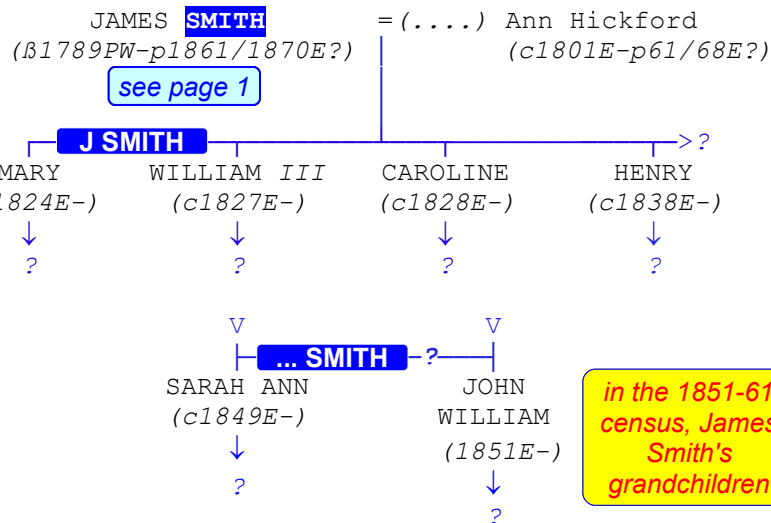 JAMES SMITH =(....) Ann Hickford
(ß1789PW-p1861/1870E?) (c1801E-p61/68E?)
see page 1
J SMITH >?
MARY WILLIAM III CAROLINE HENRY
1824E-) (c1827E-) (c1828E-) (c1838E-)
↓ ↓ ↓ ↓
? ? ? ?
V V
... SMITH -?
SARAH ANN JOHN
(c1849E-) WILLIAM
↓ (1851E-)
? ↓
?
in the 1851-61
census, James
Smith's
grandchildren